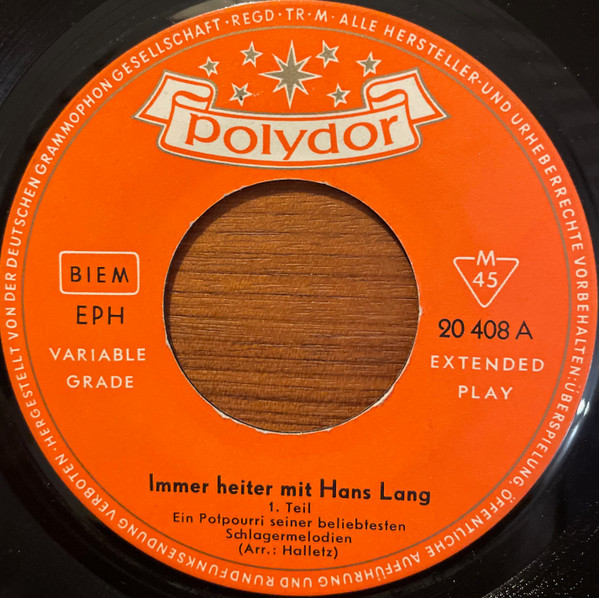 HERGESTELLT VON DER DEUTSCHEN GRAMMOPHON GESELLSCHAFT · REGD · TR · M · ALLE HERSTELLER- UND URHEBERRECHTE VORBEHALTEN: ÜBERSPIELUNG, ÖFFENTLICHE AUFFÜHRUNG UND RUNDFUNKSENDUNG VERBOTEN ·
polydor
BIEM
EPH
VARIABLE
GRADE
M
45
20 408 A
EXTENDED
PLAY
Immer heiter mit Hans Lang
1. Teil
Ein Potpourri seiner beliebtesten
Schlagermelodien
(Arr.: Halletz)